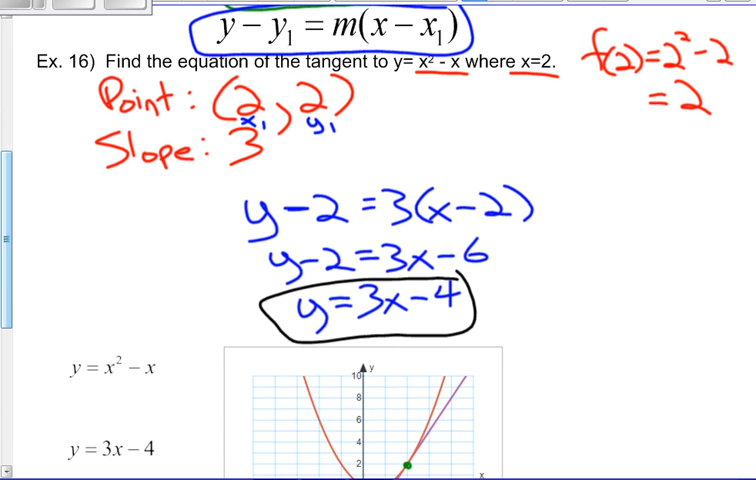 y − y₁ = m(x − x₁)
Ex. 16) Find the equation of the tangent to y= x² - x where x=2.
f(2)=2²-2
=2
Point: (2, 2)
x₁ y₁
Slope: 3
y-2=3(x-2)
y-2=3x-6
y=3x-4
y = x² − x
y = 3x − 4
y
10
8
6
4
2
x